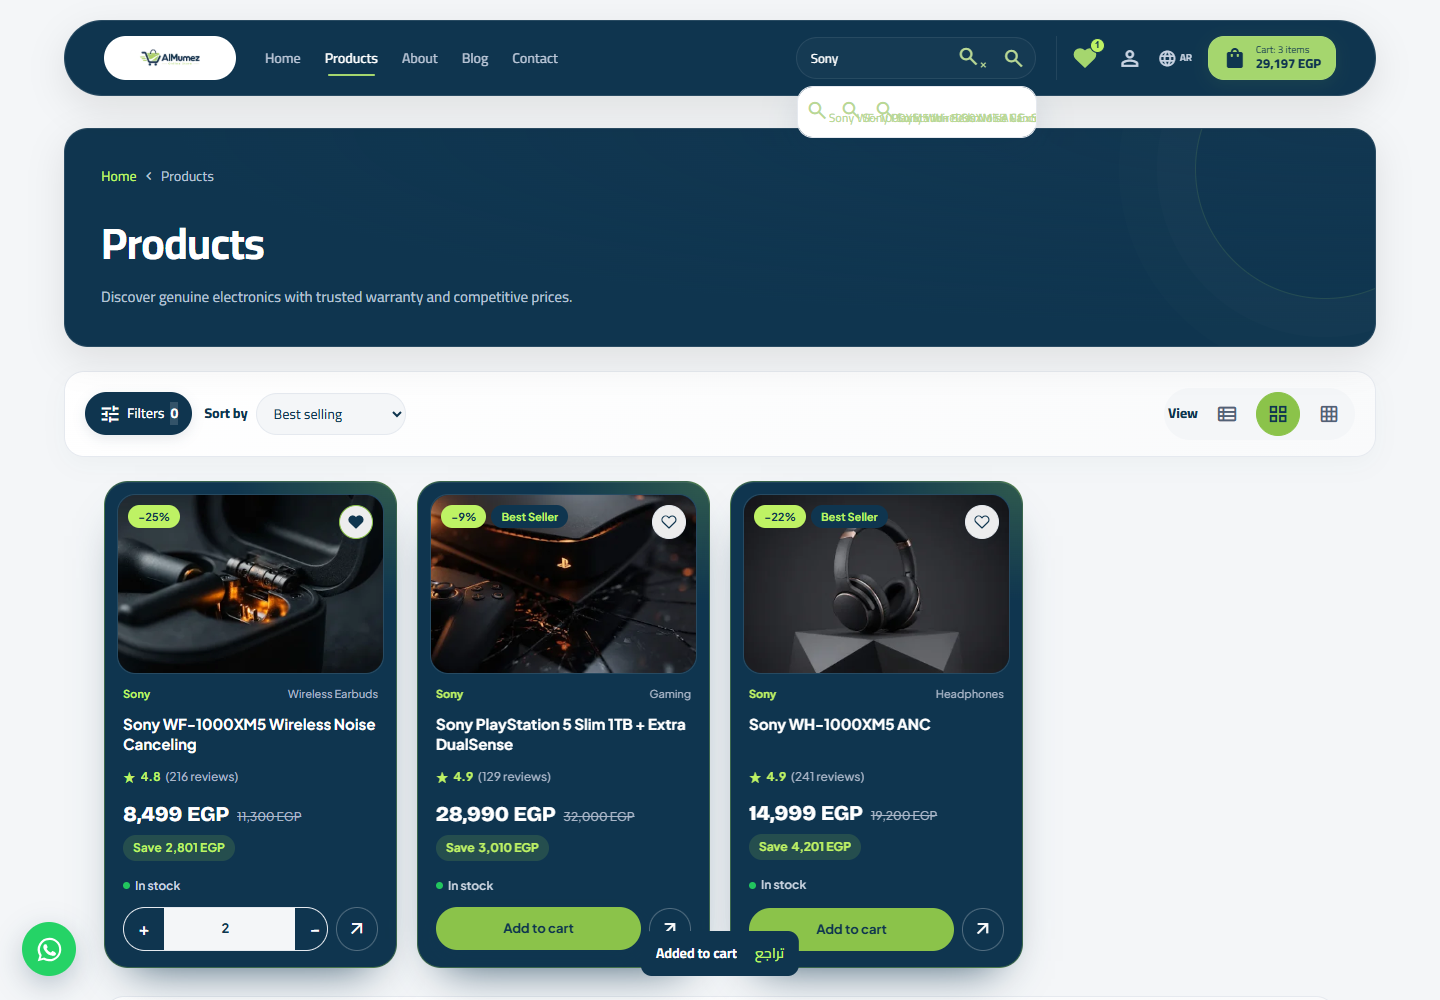 AlMumez
Home Products About Blog Contact
Sony
×
1
AR
Cart: 3 items
29,197 EGP
Home Products
Products
Discover genuine electronics with trusted warranty and competitive prices.
Filters 0 Sort by Best selling
View
-25%
-9% Best Seller
-22% Best Seller
Sony Wireless Earbuds
Sony WF-1000XM5 Wireless Noise
Canceling
4.8 (216 reviews)
8,499 EGP 11,300 EGP
Save 2,801 EGP
In stock
+ 2 -
Sony Gaming
Sony PlayStation 5 Slim 1TB + Extra
DualSense
4.9 (129 reviews)
28,990 EGP 32,000 EGP
Save 3,010 EGP
In stock
Add to cart
Sony Headphones
Sony WH-1000XM5 ANC
4.9 (241 reviews)
14,999 EGP 19,200 EGP
Save 4,201 EGP
In stock
Add to cart
Added to cart تراجع